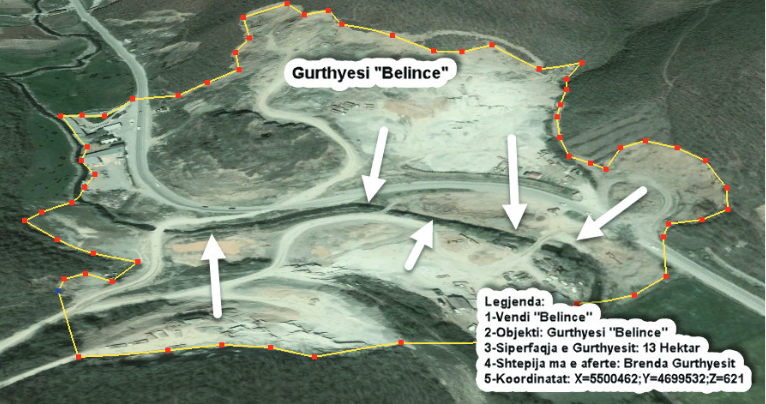 Gurthyesi "Belince"
Legjenda:
1-Vendi "Belince"
2-Objekti: Gurthyesi "Belince"
3-Siperfaqja e Gurthyesit: 13 Hektar
4-Shtepija ma e aferte: Brenda Gurthyesit
5-Koordinatat: X=5500462;Y=4699532;Z=621